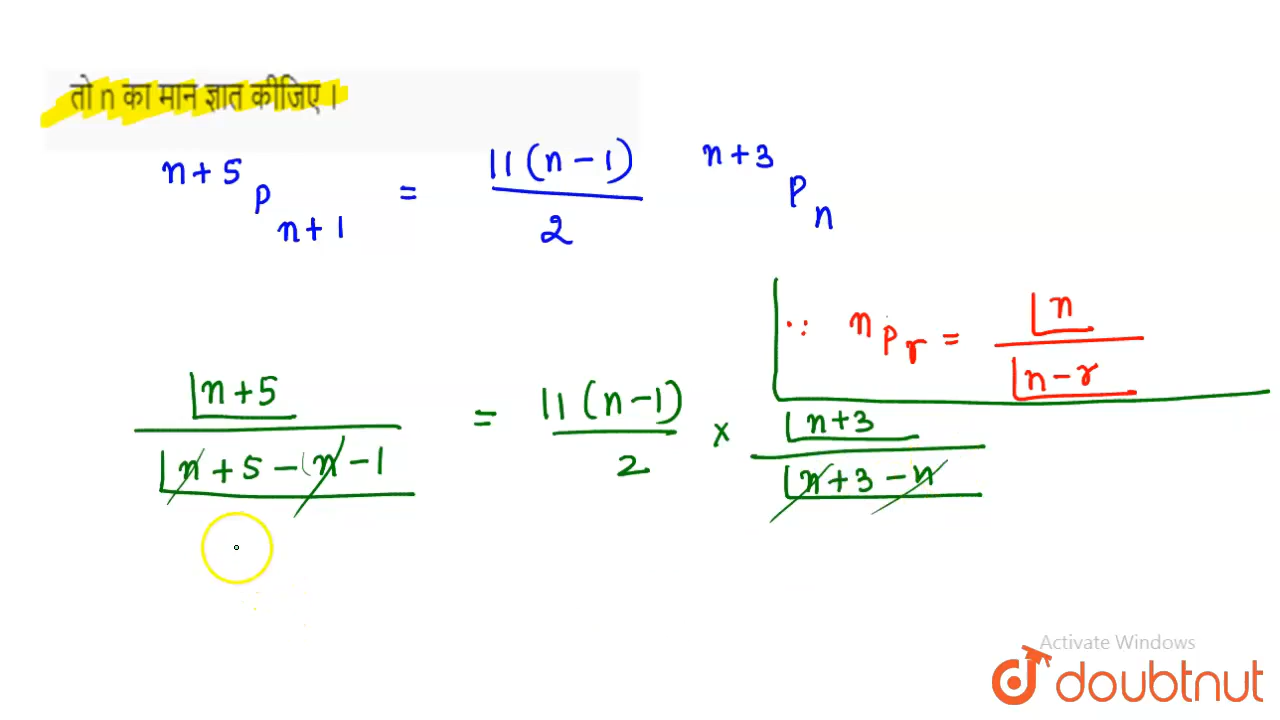 तो n का मान ज्ञात कीजिए ।
n+5 P n+1 = 11(n-1)/2 n+3 P n
∵ n P r = |n / |n-r
|n+5 / |n+5-(n-1 = 11(n-1)/2 × |n+3 / |n+3-n
Activate Windows
doubtnut